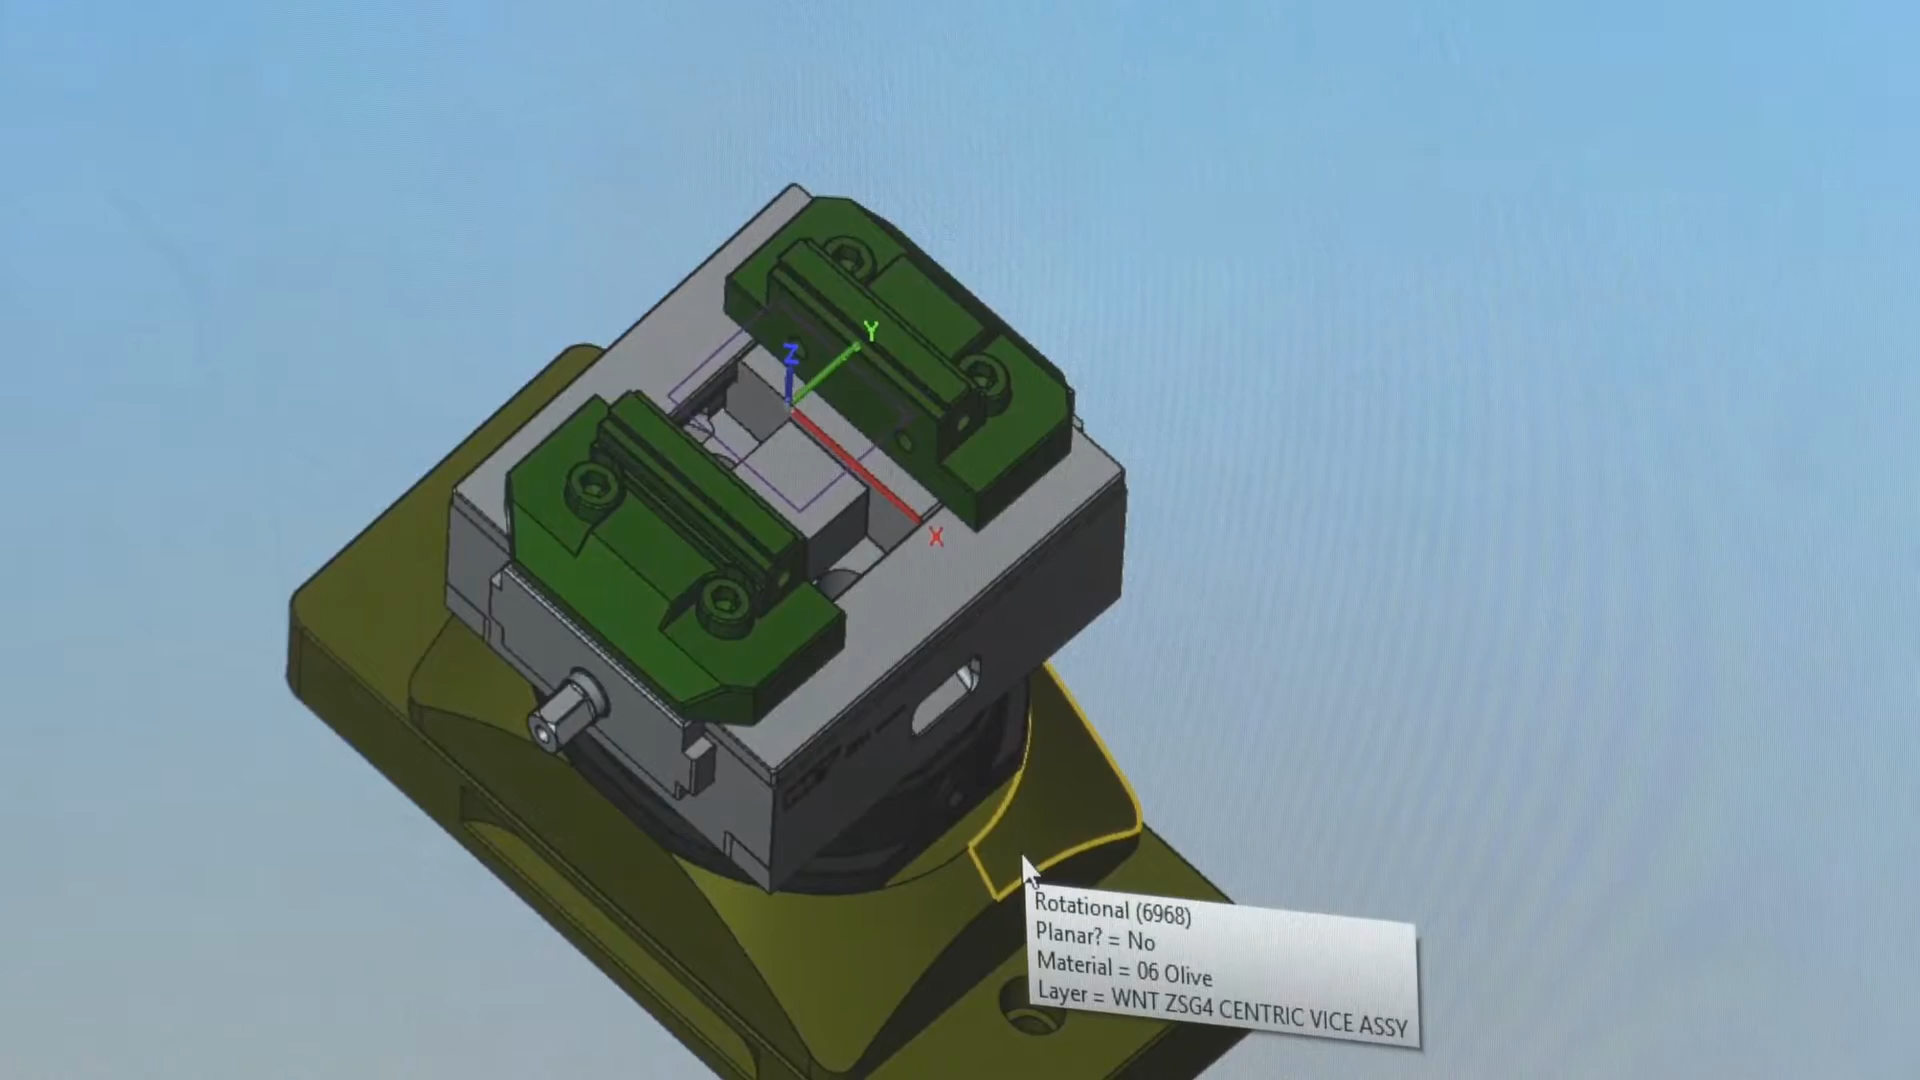 Z
Y
X
Rotational (6968)
Planar? = No
Material = 06 Olive
Layer = WNT ZSG4 CENTRIC VICE ASSY